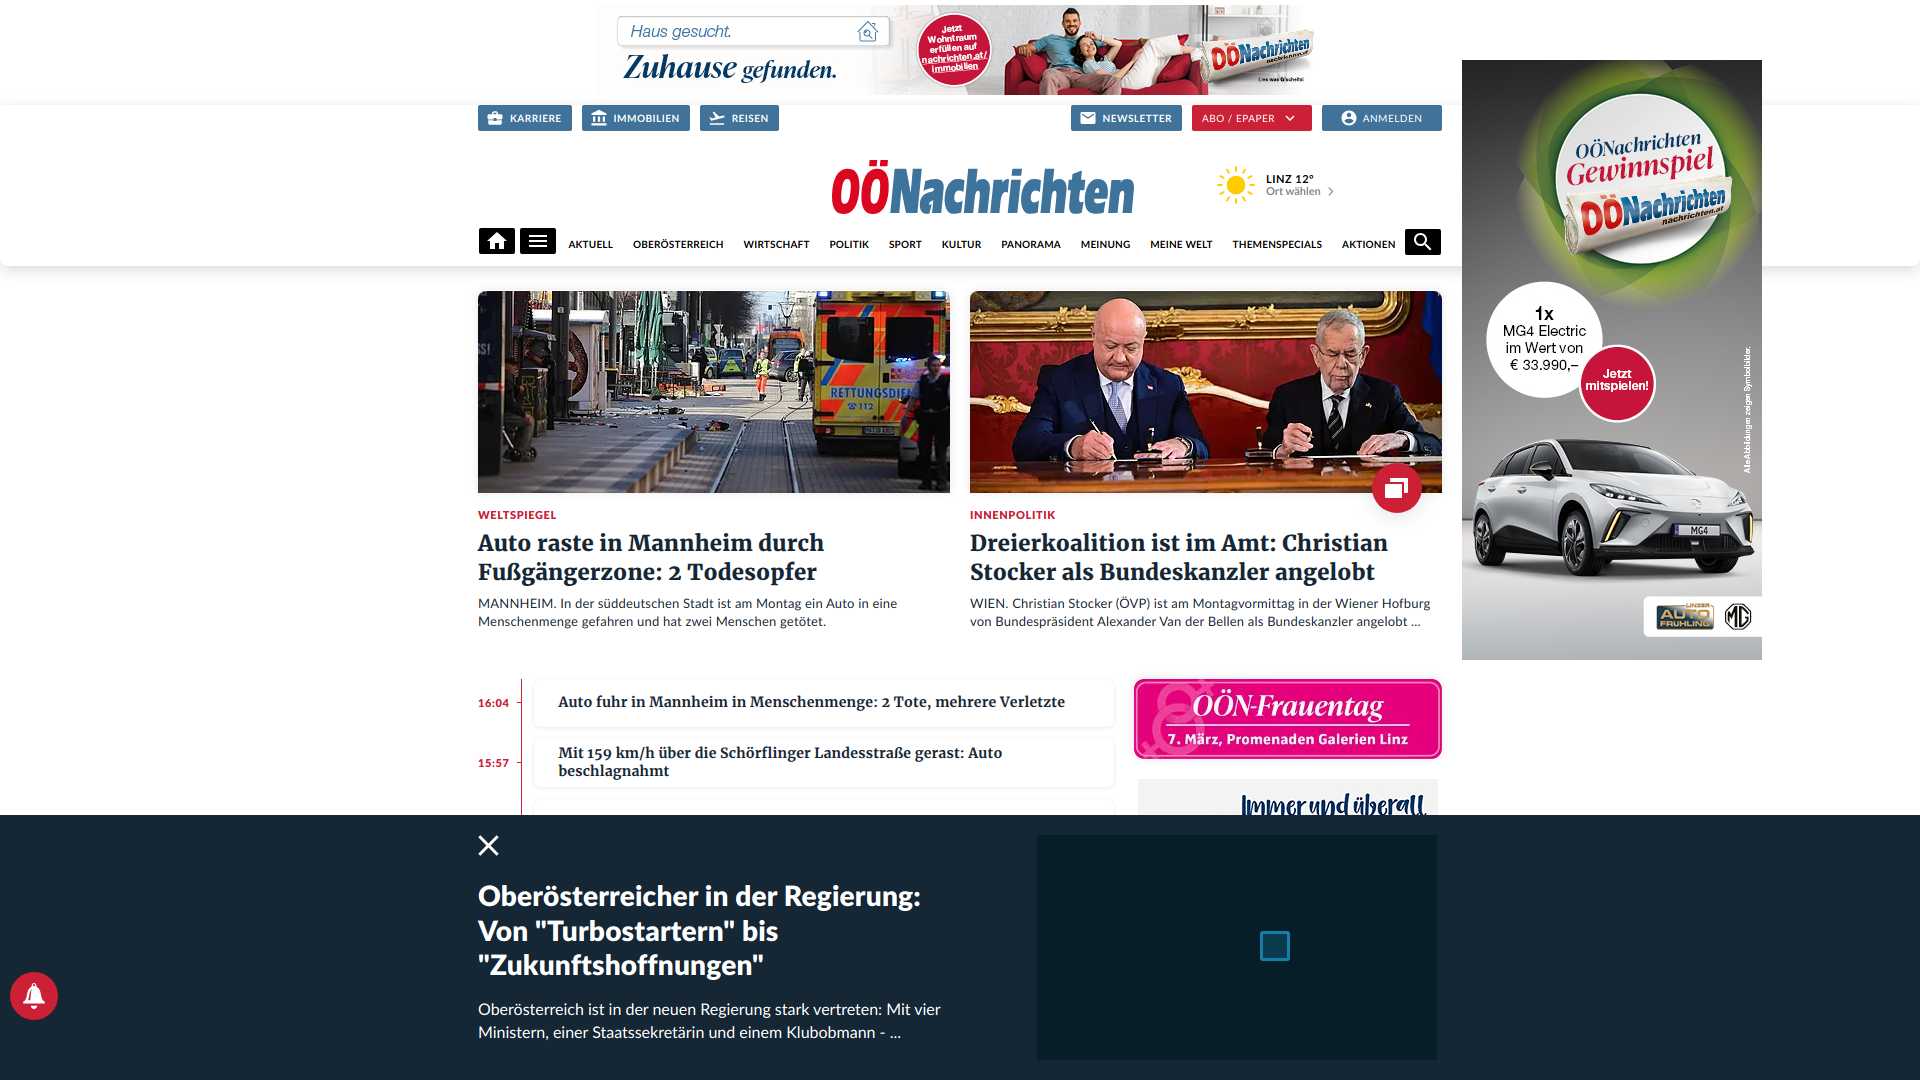 Haus gesucht.
Zuhause gefunden.
Jetzt
Wohntraum
erfüllen auf
nachrichten.at/
immobilien
OÖNachrichten
nachrichten.at
Lies was Gscheits!
KARRIERE
IMMOBILIEN
REISEN
NEWSLETTER
ABO / EPAPER
ANMELDEN
OÖNachrichten
LINZ 12°
Ort wählen
AKTUELL
OBERÖSTERREICH
WIRTSCHAFT
POLITIK
SPORT
KULTUR
PANORAMA
MEINUNG
MEINE WELT
THEMENSPECIALS
AKTIONEN
OÖNachrichten
Gewinnspiel
OÖNachrichten
nachrichten.at
1x
MG4 Electric
im Wert von
€ 33.990,–
Jetzt
mitspielen!
Alle Abbildungen zeigen Symbolbilder.
MG4
LINZER
AUTO
FRÜHLING
MG
RETTUNGSDIENST
112
WELTSPIEGEL
Auto raste in Mannheim durch
Fußgängerzone: 2 Todesopfer
MANNHEIM. In der süddeutschen Stadt ist am Montag ein Auto in eine
Menschenmenge gefahren und hat zwei Menschen getötet.
INNENPOLITIK
Dreierkoalition ist im Amt: Christian
Stocker als Bundeskanzler angelobt
WIEN. Christian Stocker (ÖVP) ist am Montagvormittag in der Wiener Hofburg
von Bundespräsident Alexander Van der Bellen als Bundeskanzler angelobt ...
16:04
Auto fuhr in Mannheim in Menschenmenge: 2 Tote, mehrere Verletzte
15:57
Mit 159 km/h über die Schörflinger Landesstraße gerast: Auto
beschlagnahmt
OÖN-Frauentag
7. März, Promenaden Galerien Linz
Immer und überall
Oberösterreicher in der Regierung:
Von "Turbostartern" bis
"Zukunftshoffnungen"
Oberösterreich ist in der neuen Regierung stark vertreten: Mit vier
Ministern, einer Staatssekretärin und einem Klubobmann - ...